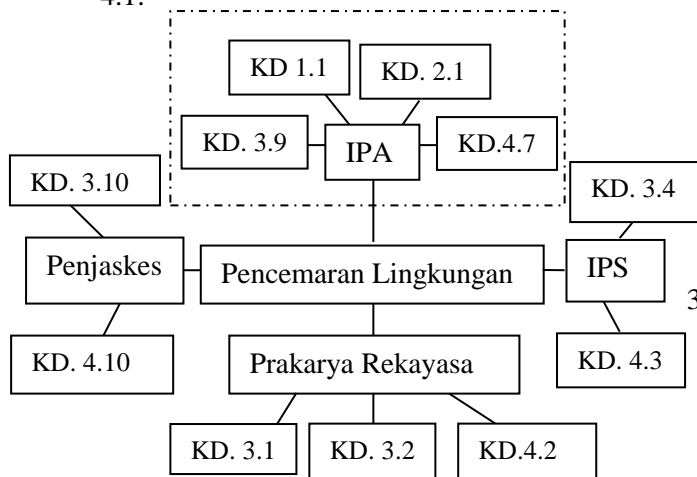 4.1.
KD 1.1
KD. 2.1
KD. 3.9
IPA
KD.4.7
KD. 3.10
KD. 3.4
Penjaskes
Pencemaran Lingkungan
IPS
3
KD. 4.10
Prakarya Rekayasa
KD. 4.3
KD. 3.1
KD. 3.2
KD.4.2